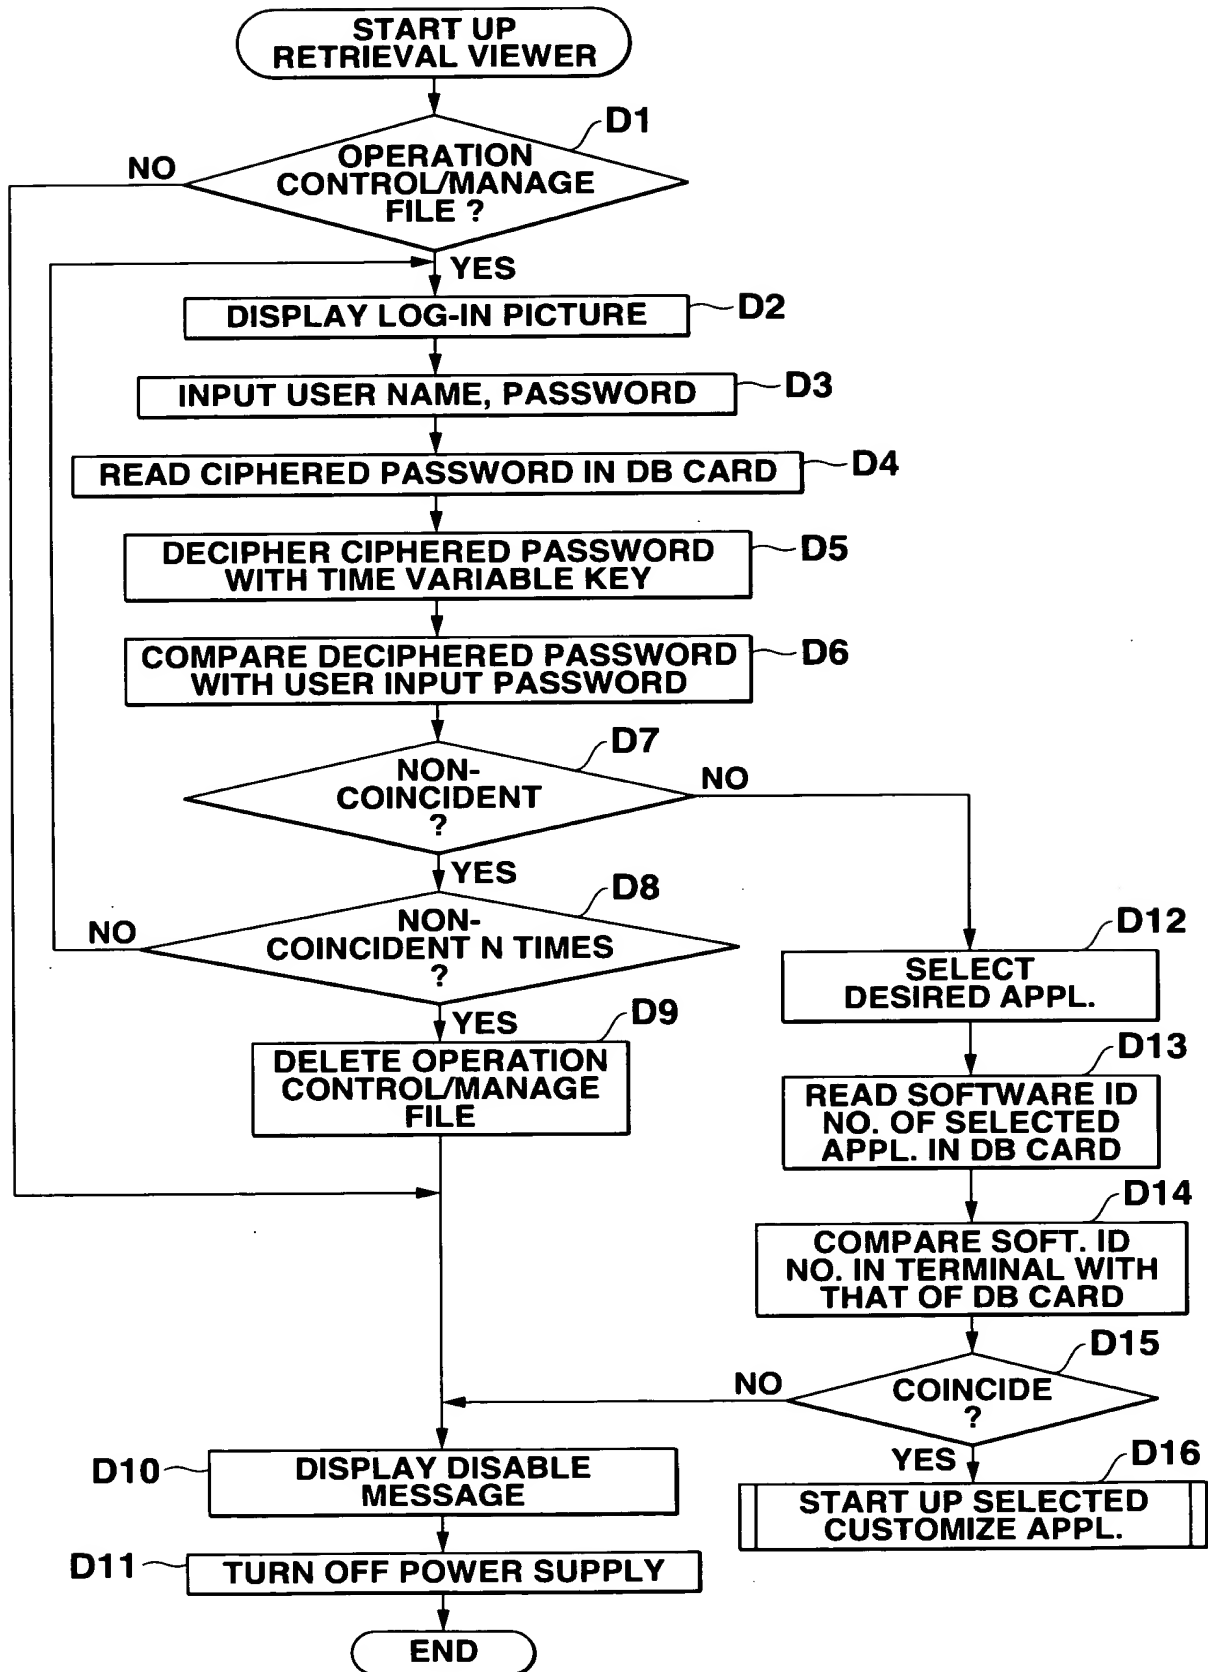 START UP
RETRIEVAL VIEWER
D1
OPERATION
CONTROL/MANAGE
FILE ?
NO
YES
DISPLAY LOG-IN PICTURE
D2
INPUT USER NAME, PASSWORD
D3
READ CIPHERED PASSWORD IN DB CARD
D4
DECIPHER CIPHERED PASSWORD
WITH TIME VARIABLE KEY
D5
COMPARE DECIPHERED PASSWORD
WITH USER INPUT PASSWORD
D6
D7
NON-
COINCIDENT
?
NO
YES
D8
NON-
COINCIDENT N TIMES
?
NO
YES
D9
DELETE OPERATION
CONTROL/MANAGE
FILE
D12
SELECT
DESIRED APPL.
D13
READ SOFTWARE ID
NO. OF SELECTED
APPL. IN DB CARD
D14
COMPARE SOFT. ID
NO. IN TERMINAL WITH
THAT OF DB CARD
D15
COINCIDE
?
NO
YES
D16
START UP SELECTED
CUSTOMIZE APPL.
D10
DISPLAY DISABLE
MESSAGE
D11
TURN OFF POWER SUPPLY
END